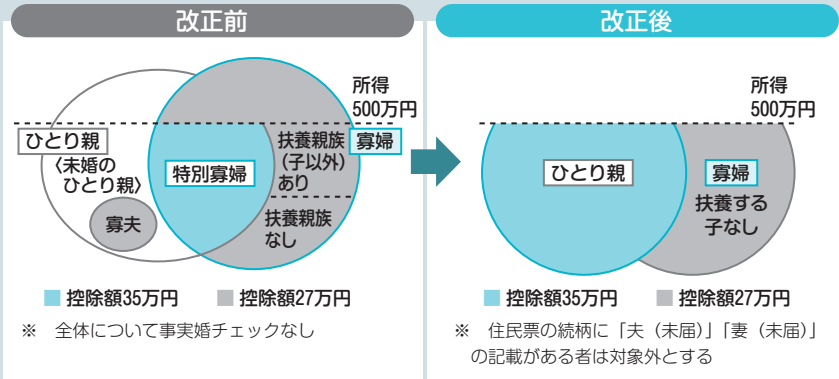 改正前
所得
500万円
ひとり親
〈未婚の
ひとり親〉
寡夫
特別寡婦
扶養親族
(子以外)
あり
寡婦
扶養親族
なし
控除額35万円 控除額27万円
※ 全体について事実婚チェックなし
改正後
所得
500万円
ひとり親
寡婦
扶養する
子なし
控除額35万円 控除額27万円
※ 住民票の続柄に「夫(未届)」「妻(未届)」
の記載がある者は対象外とする